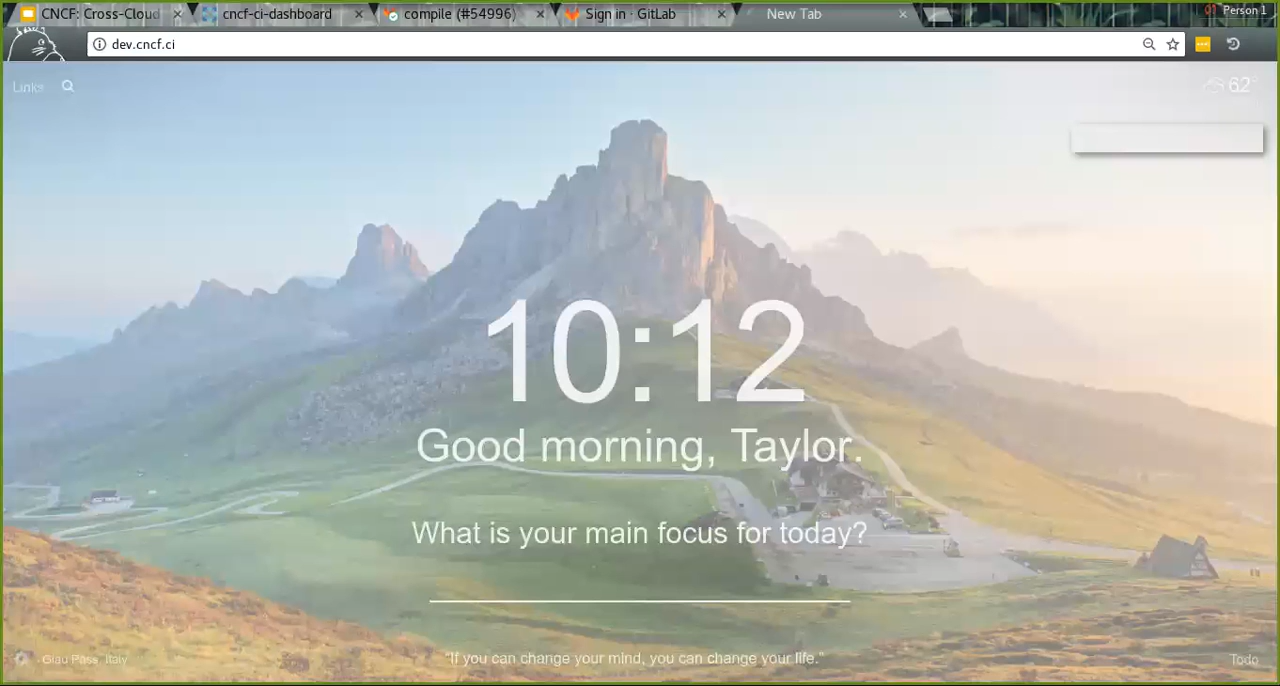 CNCF: Cross-Cloud
cncf-ci-dashboard
compile (#54996)
Sign in · GitLab
New Tab
Person 1
dev.cncf.ci
Links
62°
10:12
Good morning, Taylor.
What is your main focus for today?
Giau Pass, Italy
"If you can change your mind, you can change your life."
Todo